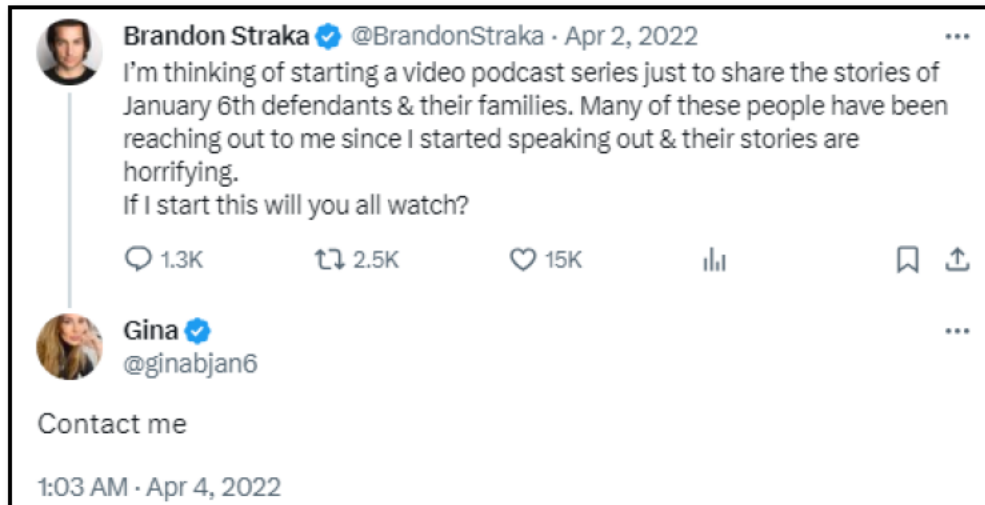 Brandon Straka @BrandonStraka · Apr 2, 2022
I’m thinking of starting a video podcast series just to share the stories of
January 6th defendants & their families. Many of these people have been
reaching out to me since I started speaking out & their stories are
horrifying.
If I start this will you all watch?
1.3K 2.5K 15K
Gina
@ginabjan6
Contact me
1:03 AM · Apr 4, 2022